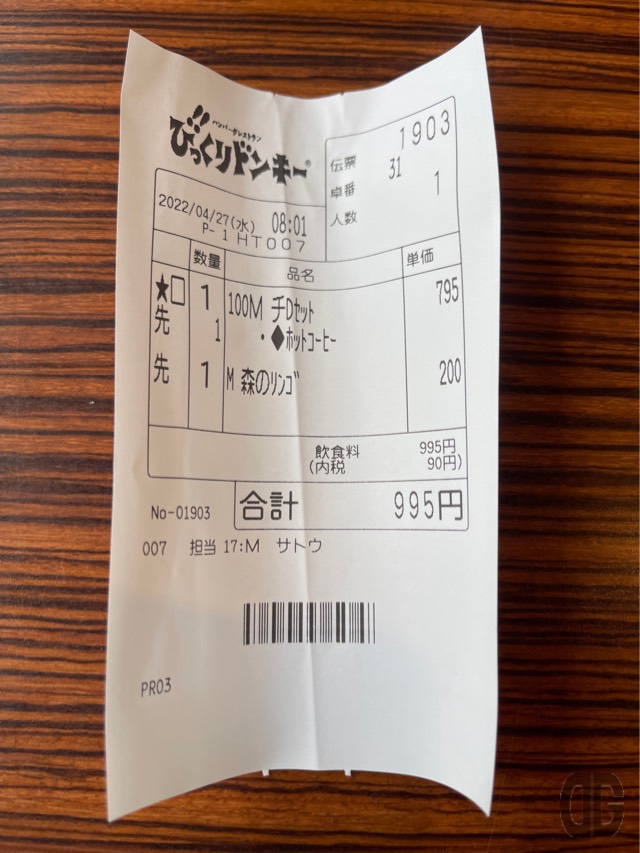 ハンバーグレストラン
びっくりドンキー
伝票 1903
卓番 31
人数 1
2022/04/27(水) 08:01
P- 1 HT007
数量 品名 単価
★□ 1 100M チDセット 795
先 1 ・◆ホットコーヒー
先 1 M 森のリンゴ 200
飲食料 995円
(内税 90円)
No-01903 合計 995円
007 担当 17:M サトウ
PR03
DG